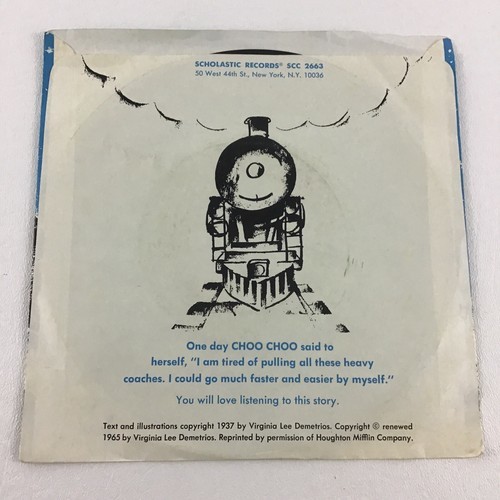 SCHOLASTIC RECORDS® SCC 2663
50 West 44th St., New York, N.Y. 10036
One day CHOO CHOO said to
herself, "I am tired of pulling all these heavy
coaches. I could go much faster and easier by myself."
You will love listening to this story.
Text and illustrations copyright 1937 by Virginia Lee Demetrios. Copyright © renewed
1965 by Virginia Lee Demetrios. Reprinted by permission of Houghton Mifflin Company.